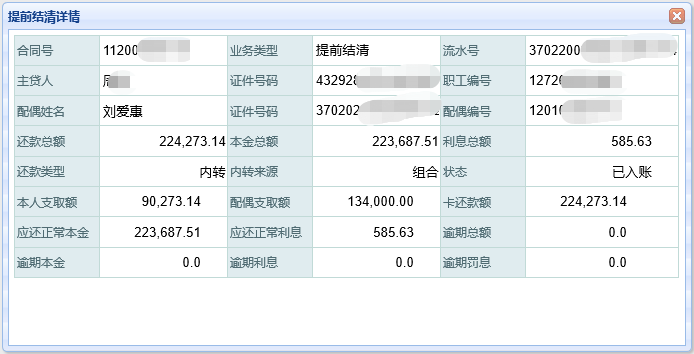 提前结清详情
合同号 11200 业务类型 提前结清 流水号 3702200
主贷人 证件号码 432928 职工编号 1272
配偶姓名 刘爱惠 证件号码 370202 配偶编号 1201
还款总额 224,273.14 本金总额 223,687.51 利息总额 585.63
还款类型 内转 内转来源 组合 状态 已入账
本人支取额 90,273.14 配偶支取额 134,000.00 卡还款额 224,273.14
应还正常本金 223,687.51 应还正常利息 585.63 逾期总额 0.0
逾期本金 0.0 逾期利息 0.0 逾期罚息 0.0